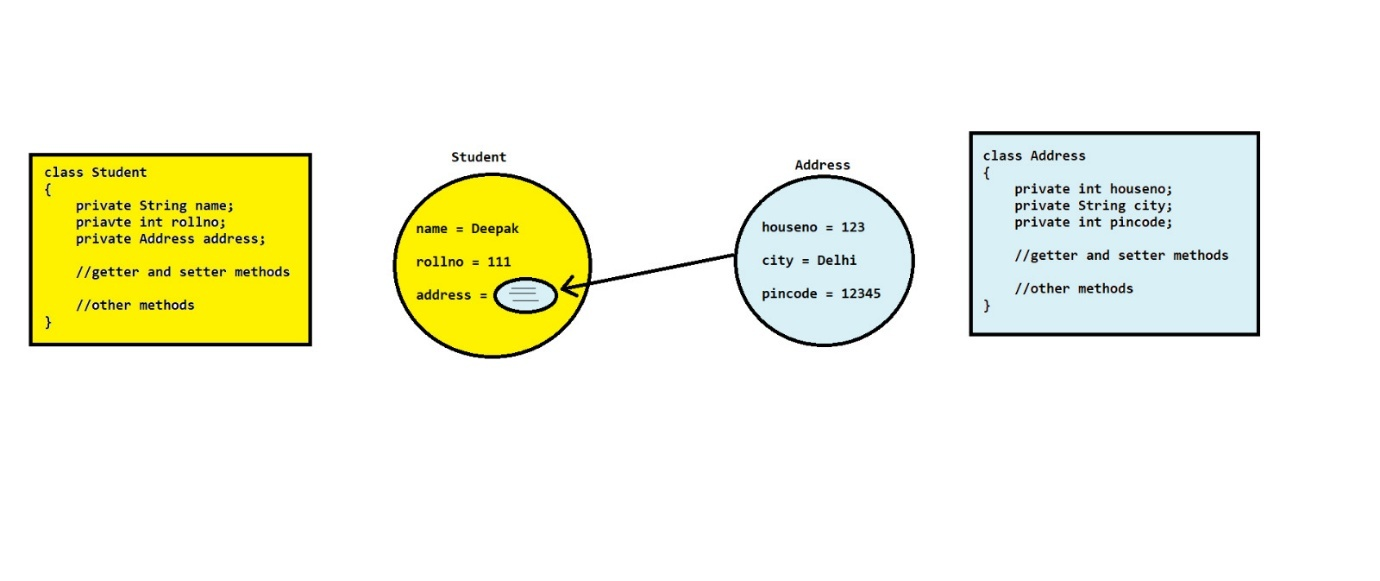 class Student
{
    private String name;
    priavte int rollno;
    private Address address;
    //getter and setter methods
    //other methods
}
Student
name = Deepak
rollno = 111
address =
Address
houseno = 123
city = Delhi
pincode = 12345
class Address
{
    private int houseno;
    private String city;
    private int pincode;
    //getter and setter methods
    //other methods
}